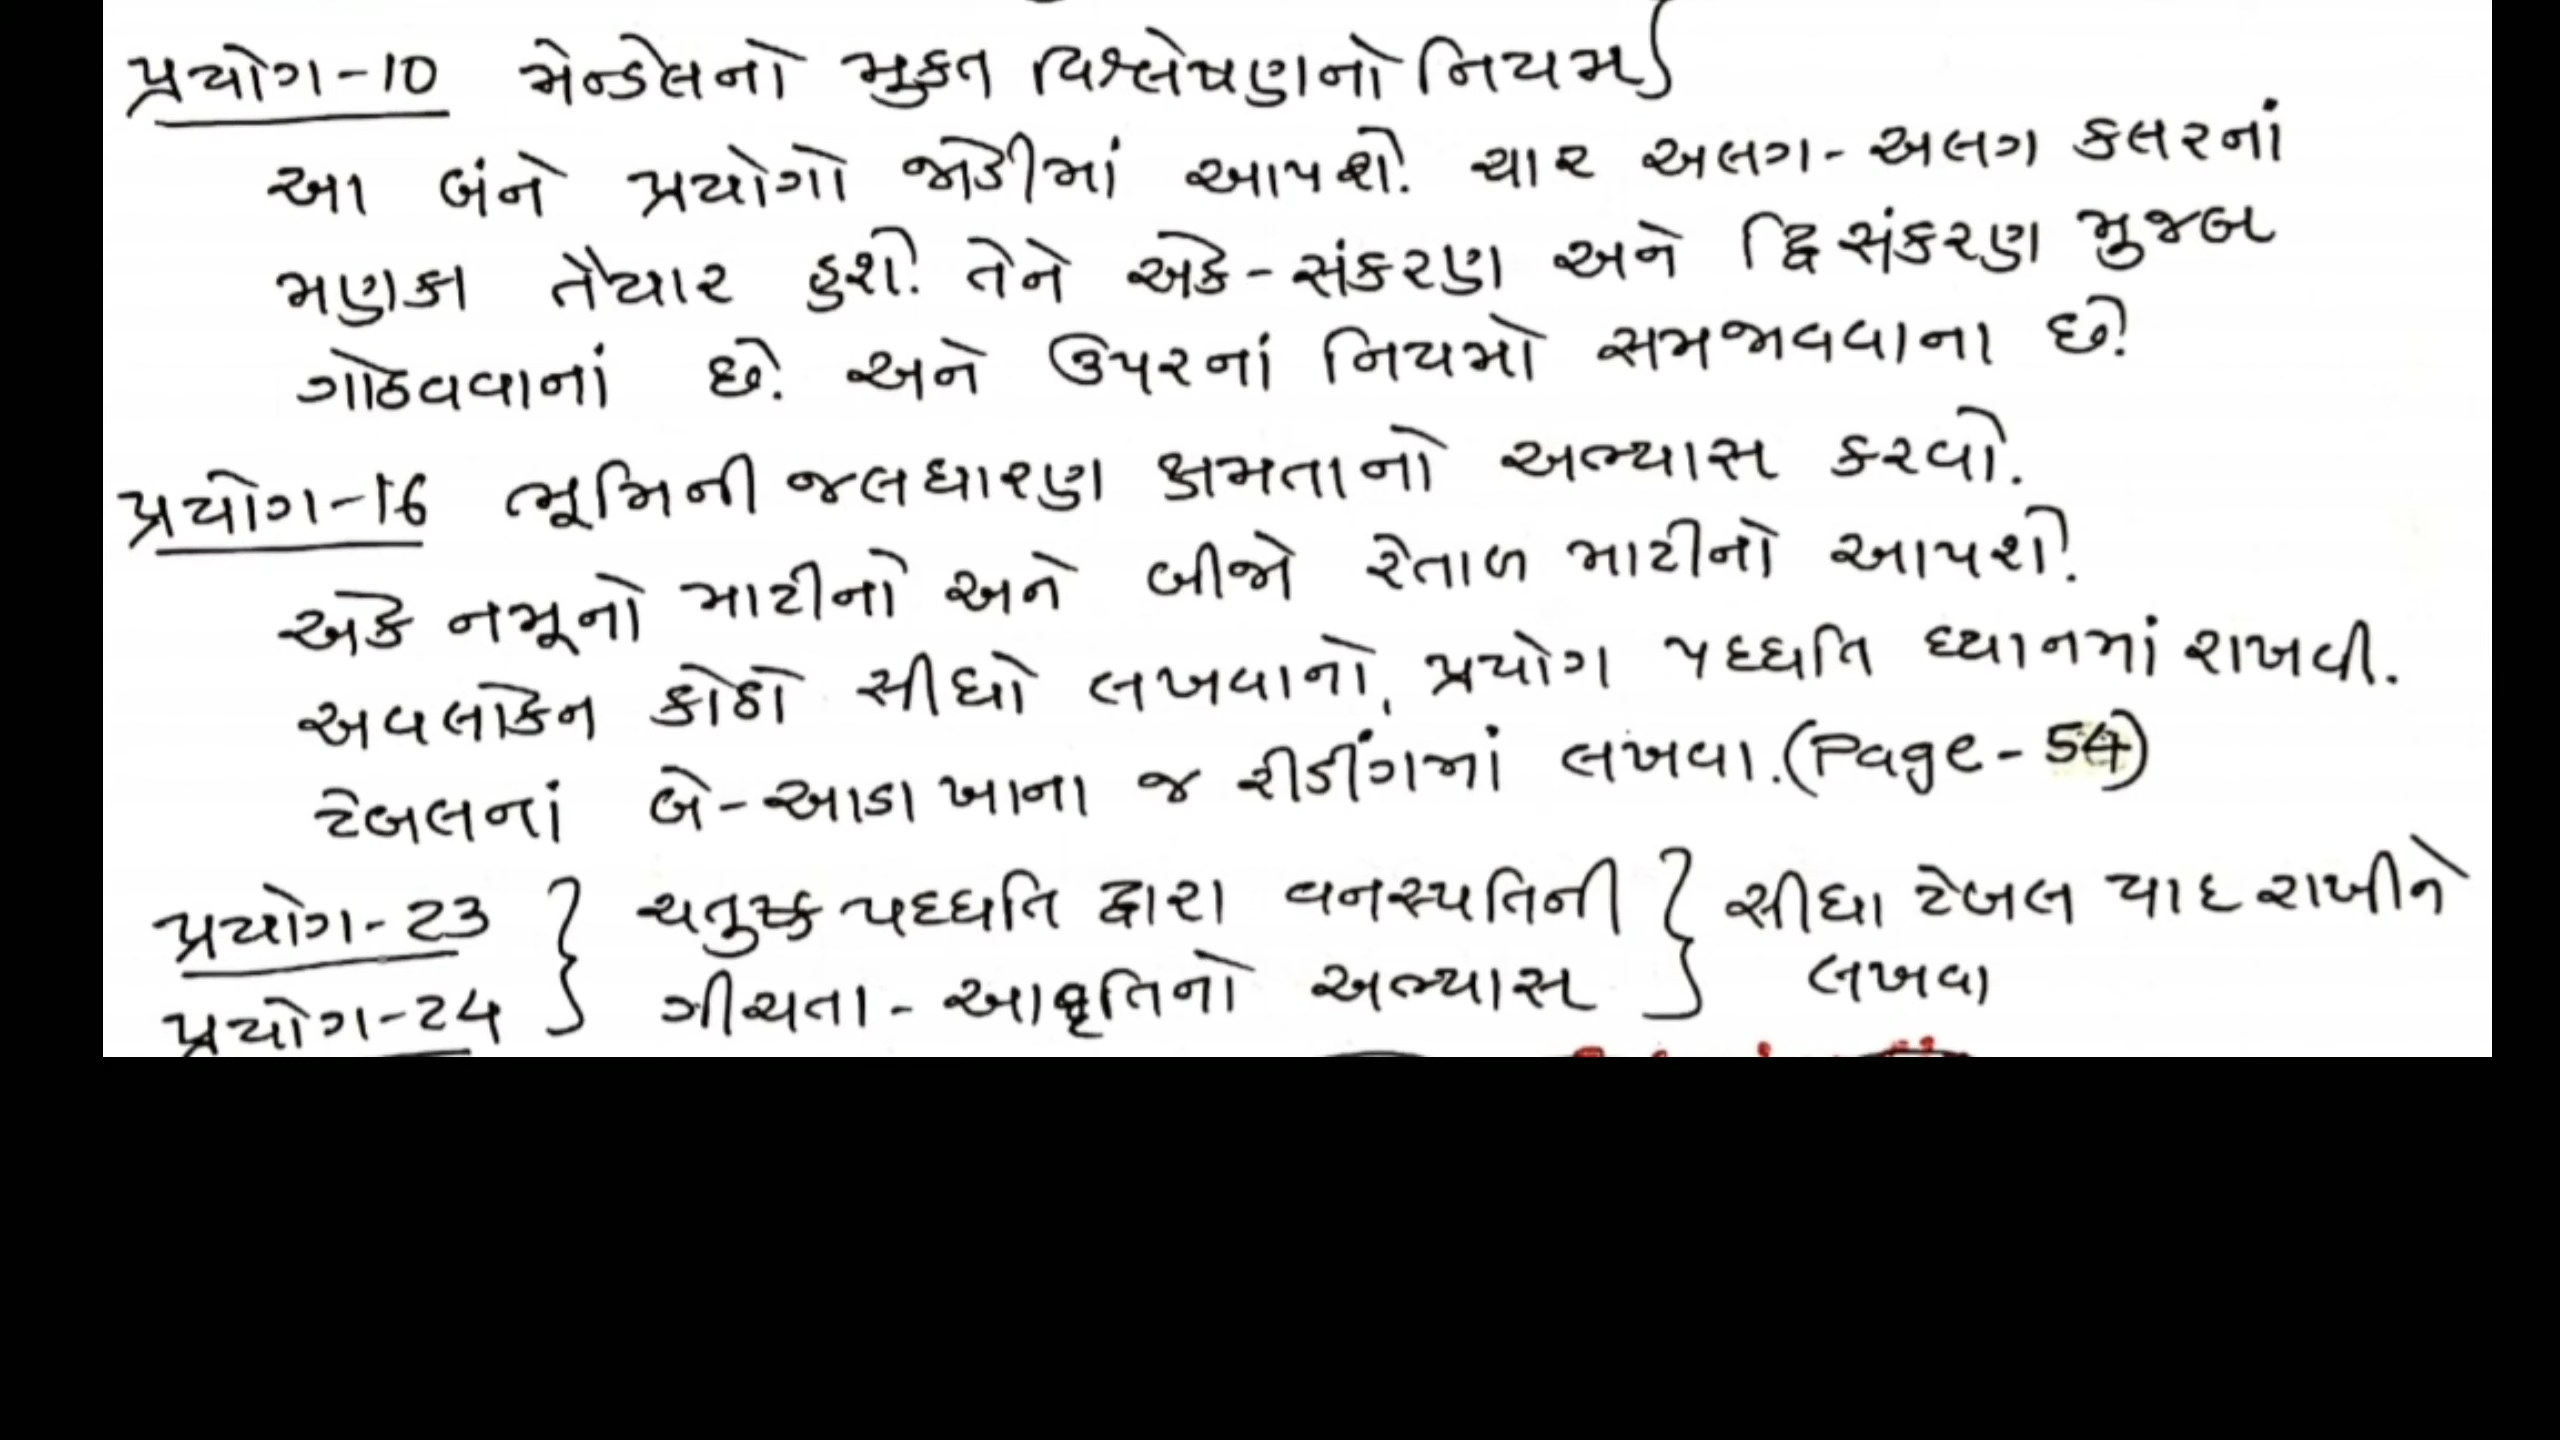 પ્રયોગ-10 મેન્ડેલનો મુક્ત વિશ્લેષણનો નિયમ
આ બંને પ્રયોગો જોડીમાં આપશે. ચાર અલગ-અલગ કલરનાં
મણકા તૈયાર હશે. તેને એક-સંકરણ અને દ્વિસંકરણ મુજબ
ગોઠવવાનાં છે. અને ઉપરનાં નિયમો સમજાવવાના છે.
પ્રયોગ-16 ભૂમિની જલધારણ ક્ષમતાનો અભ્યાસ કરવો.
એક નમૂનો માટીનો અને બીજો રેતાળ માટીનો આપશે.
અવલોકન કોઠો સીધો લખવાનો, પ્રયોગ પદ્ધતિ ધ્યાનમાં રાખવી.
ટેબલનાં બે-આડા ખાના જ રીડીંગમાં લખવા. (Page-54)
પ્રયોગ-23 } ચતુષ્ક પદ્ધતિ દ્વારા વનસ્પતિની } સીધા ટેબલ યાદ રાખીને
પ્રયોગ-24 ગીચતા-આવૃતિનો અભ્યાસ લખવા